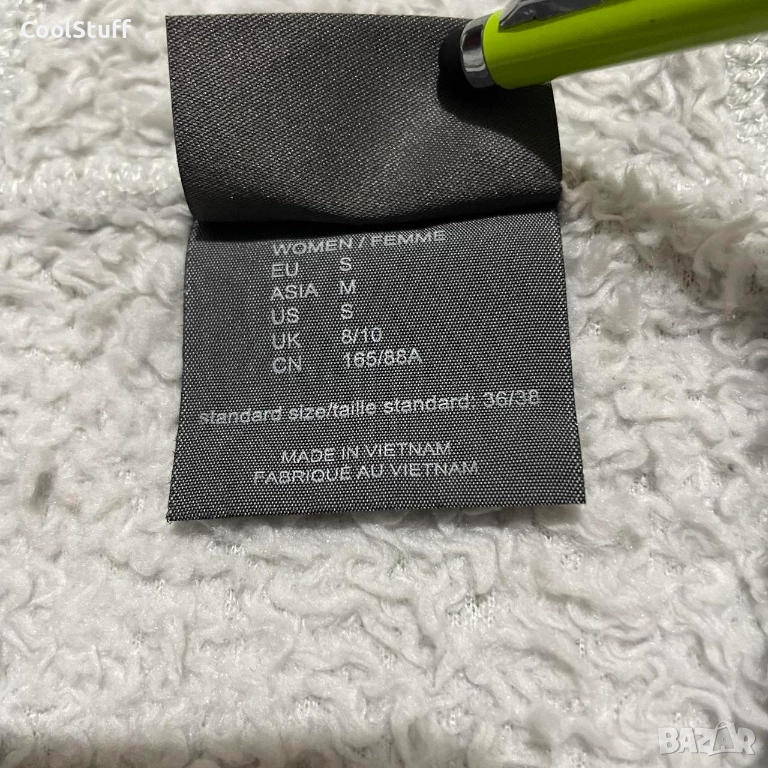 CoolStuff
WOMEN / FEMME
EU S
ASIA M
US S
UK 8/10
CN 165/88A
standard size/taille standard: 36/38
MADE IN VIETNAM
FABRIQUE AU VIETNAM
BAZAR